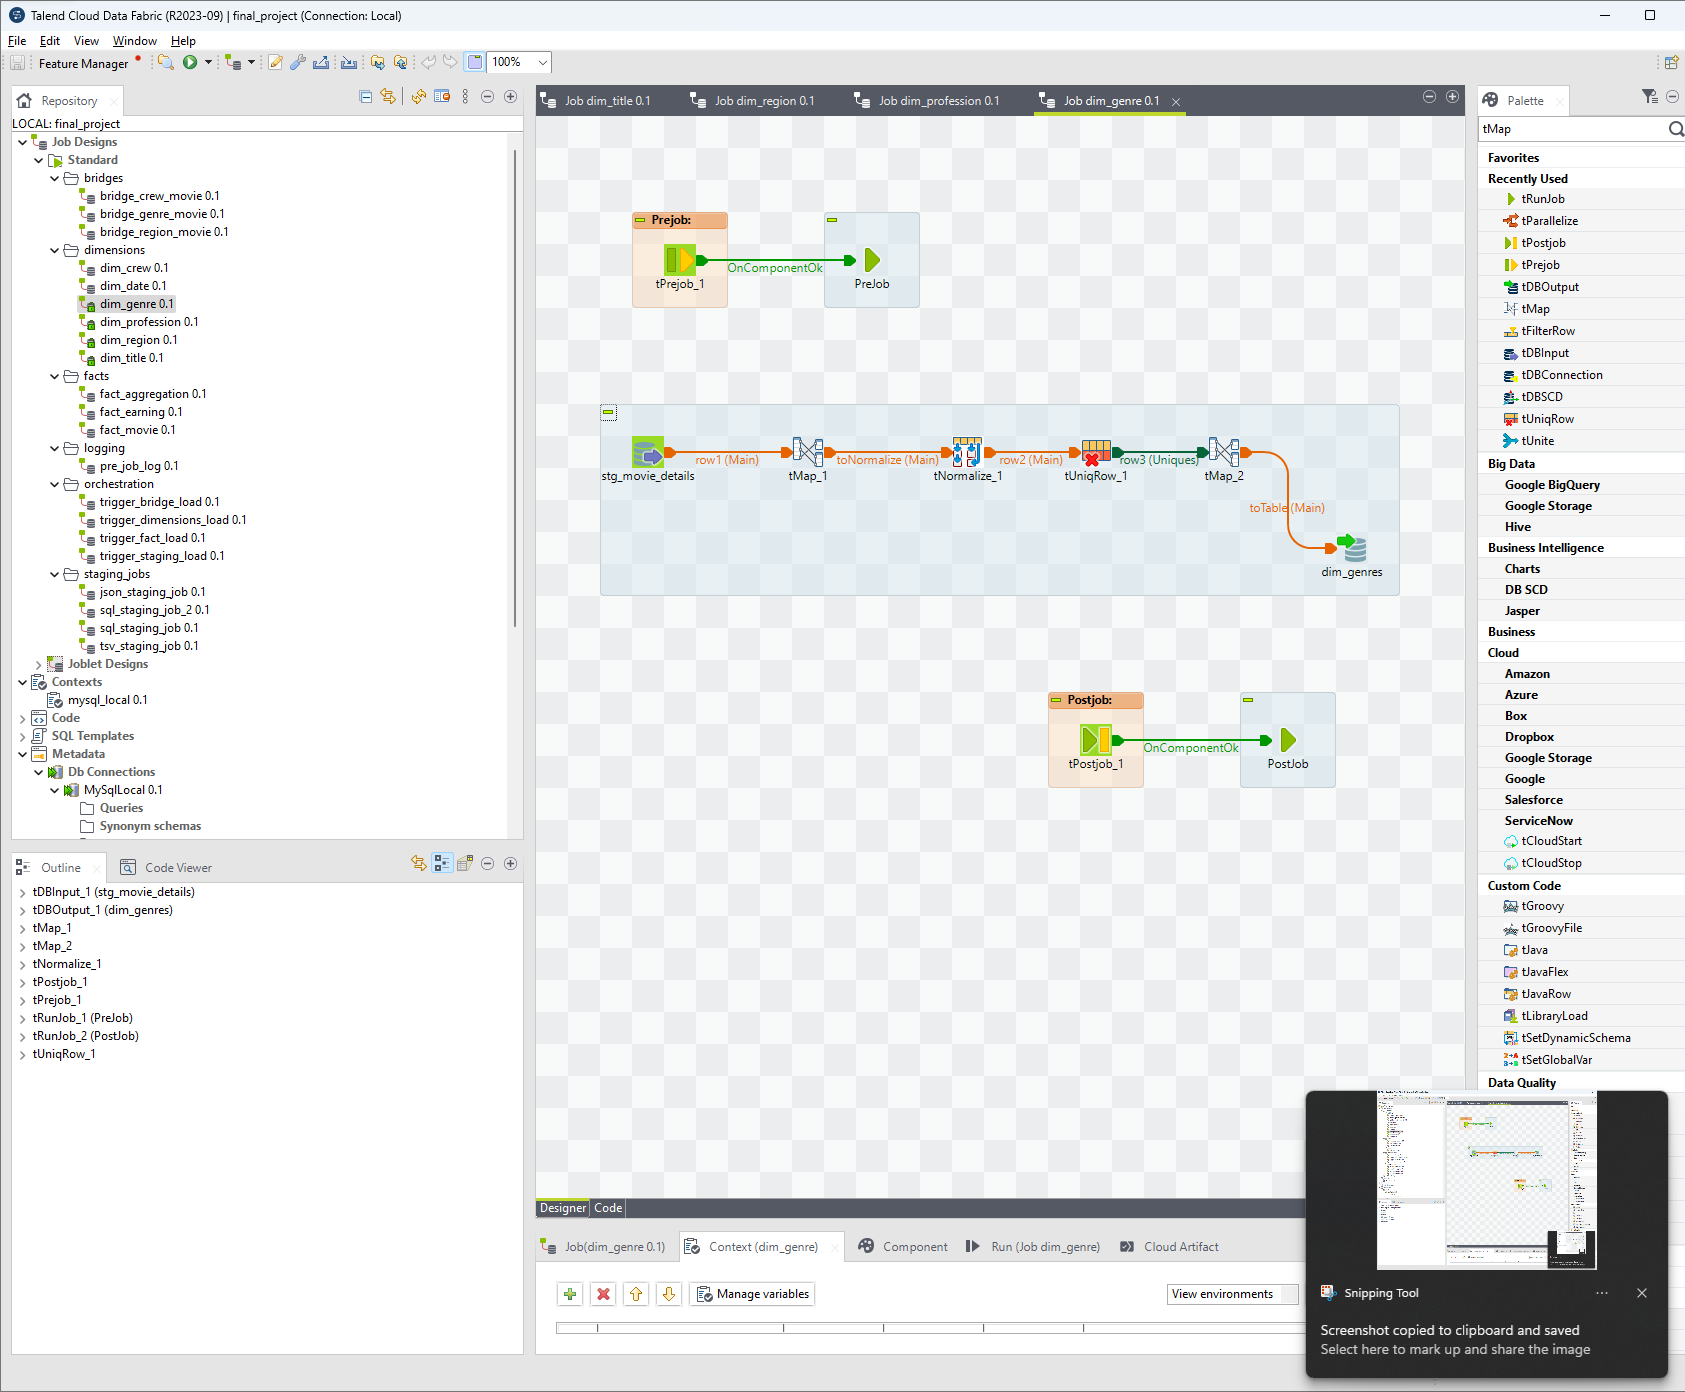 Talend Cloud Data Fabric (R2023-09) | final_project (Connection: Local)
File Edit View Window Help
Feature Manager
100%
Repository
LOCAL: final_project
Job Designs
Standard
bridges
bridge_crew_movie 0.1
bridge_genre_movie 0.1
bridge_region_movie 0.1
dimensions
dim_crew 0.1
dim_date 0.1
dim_genre 0.1
dim_profession 0.1
dim_region 0.1
dim_title 0.1
facts
fact_aggregation 0.1
fact_earning 0.1
fact_movie 0.1
logging
pre_job_log 0.1
orchestration
trigger_bridge_load 0.1
trigger_dimensions_load 0.1
trigger_fact_load 0.1
trigger_staging_load 0.1
staging_jobs
json_staging_job 0.1
sql_staging_job_2 0.1
sql_staging_job 0.1
tsv_staging_job 0.1
Joblet Designs
Contexts
mysql_local 0.1
Code
SQL Templates
Metadata
Db Connections
MySqlLocal 0.1
Queries
Synonym schemas
Outline
Code Viewer
tDBInput_1 (stg_movie_details)
tDBOutput_1 (dim_genres)
tMap_1
tMap_2
tNormalize_1
tPostjob_1
tPrejob_1
tRunJob_1 (PreJob)
tRunJob_2 (PostJob)
tUniqRow_1
Job dim_title 0.1
Job dim_region 0.1
Job dim_profession 0.1
Job dim_genre 0.1
Prejob:
OnComponentOk
tPrejob_1
PreJob
row1 (Main)
toNormalize (Main)
row2 (Main)
row3 (Uniques)
stg_movie_details
tMap_1
tNormalize_1
tUniqRow_1
tMap_2
toTable (Main)
dim_genres
Postjob:
OnComponentOk
tPostjob_1
PostJob
Designer
Code
Job(dim_genre 0.1)
Context (dim_genre)
Component
Run (Job dim_genre)
Cloud Artifact
Manage variables
View environments
Palette
tMap
Favorites
Recently Used
tRunJob
tParallelize
tPostjob
tPrejob
tDBOutput
tMap
tFilterRow
tDBInput
tDBConnection
tDBSCD
tUniqRow
tUnite
Big Data
Google BigQuery
Google Storage
Hive
Business Intelligence
Charts
DB SCD
Jasper
Business
Cloud
Amazon
Azure
Box
Dropbox
Google Storage
Google
Salesforce
ServiceNow
tCloudStart
tCloudStop
Custom Code
tGroovy
tGroovyFile
tJava
tJavaFlex
tJavaRow
tLibraryLoad
tSetDynamicSchema
tSetGlobalVar
Data Quality
Snipping Tool
Screenshot copied to clipboard and saved
Select here to mark up and share the image